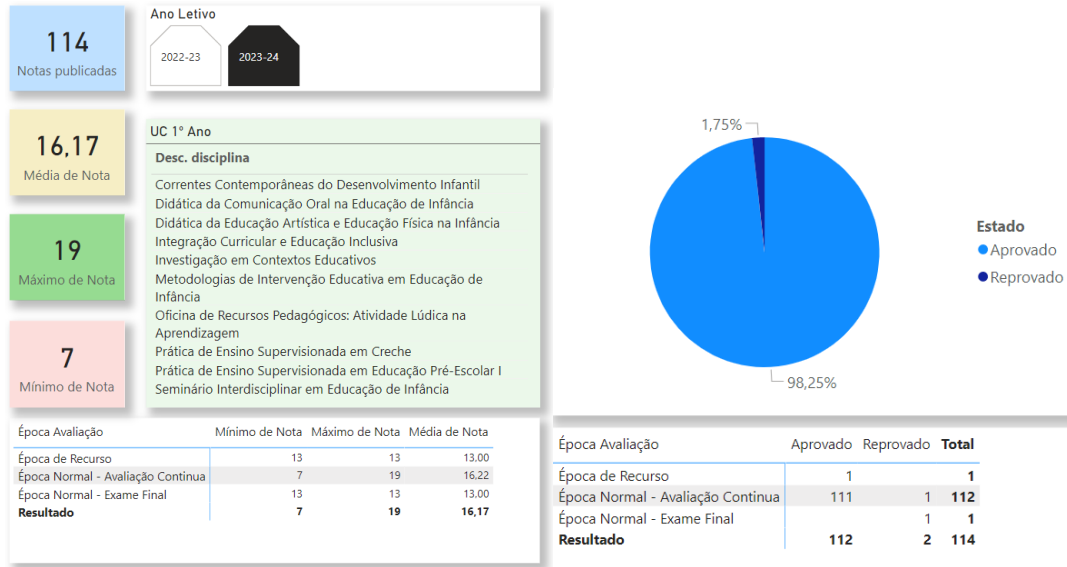 114
Notas publicadas
Ano Letivo
2022-23
2023-24
16,17
Média de Nota
19
Máximo de Nota
7
Mínimo de Nota
UC 1º Ano
Desc. disciplina
Correntes Contemporâneas do Desenvolvimento Infantil
Didática da Comunicação Oral na Educação de Infância
Didática da Educação Artística e Educação Física na Infância
Integração Curricular e Educação Inclusiva
Investigação em Contextos Educativos
Metodologias de Intervenção Educativa em Educação de
Infância
Oficina de Recursos Pedagógicos: Atividade Lúdica na
Aprendizagem
Prática de Ensino Supervisionada em Creche
Prática de Ensino Supervisionada em Educação Pré-Escolar I
Seminário Interdisciplinar em Educação de Infância
1,75%
98,25%
Estado
Aprovado
Reprovado
Época Avaliação Mínimo de Nota Máximo de Nota Média de Nota
Época de Recurso 13 13 13,00
Época Normal - Avaliação Continua 7 19 16,22
Época Normal - Exame Final 13 13 13,00
Resultado 7 19 16,17
Época Avaliação Aprovado Reprovado Total
Época de Recurso 1 1
Época Normal - Avaliação Continua 111 1 112
Época Normal - Exame Final 1 1
Resultado 112 2 114